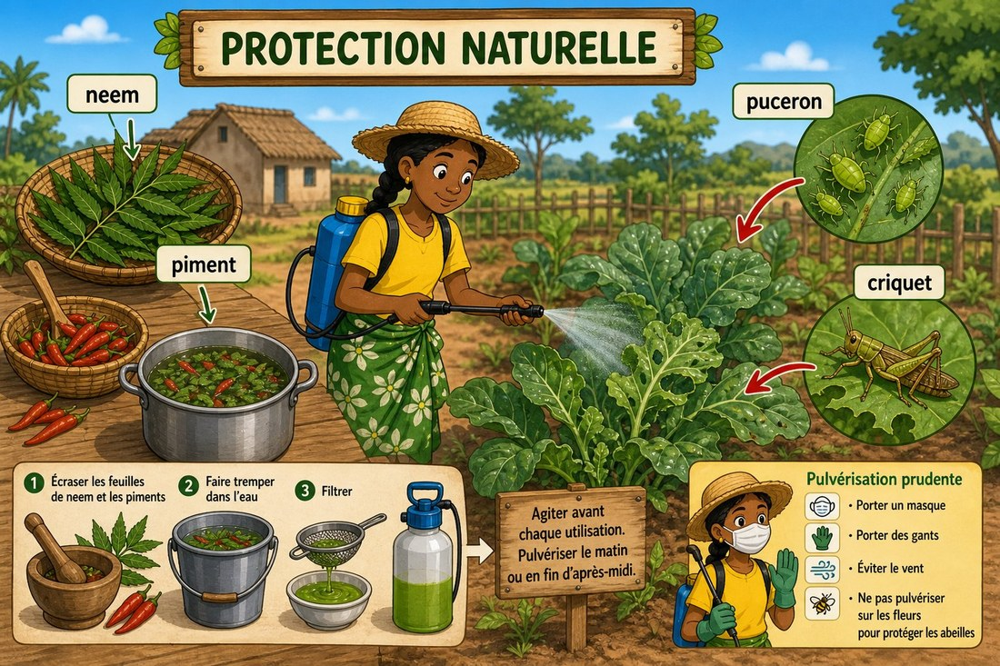 PROTECTION NATURELLE
neem
piment
puceron
criquet
1 Écraser les feuilles
de neem et les piments
2 Faire tremper
dans l'eau
3 Filtrer
Agiter avant
chaque utilisation.
Pulvériser le matin
ou en fin d'après-midi.
Pulvérisation prudente
• Porter un masque
• Porter des gants
• Éviter le vent
• Ne pas pulvériser
sur les fleurs
pour protéger les abeilles